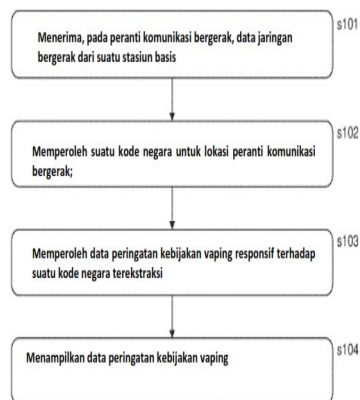 s101
Menerima, pada peranti komunikasi bergerak, data jaringan
bergerak dari suatu stasiun basis
s102
Memperoleh suatu kode negara untuk lokasi peranti komunikasi
bergerak;
s103
Memperoleh data peringatan kebijakan vaping responsif terhadap
suatu kode negara terekstraksi
s104
Menampilkan data peringatan kebijakan vaping